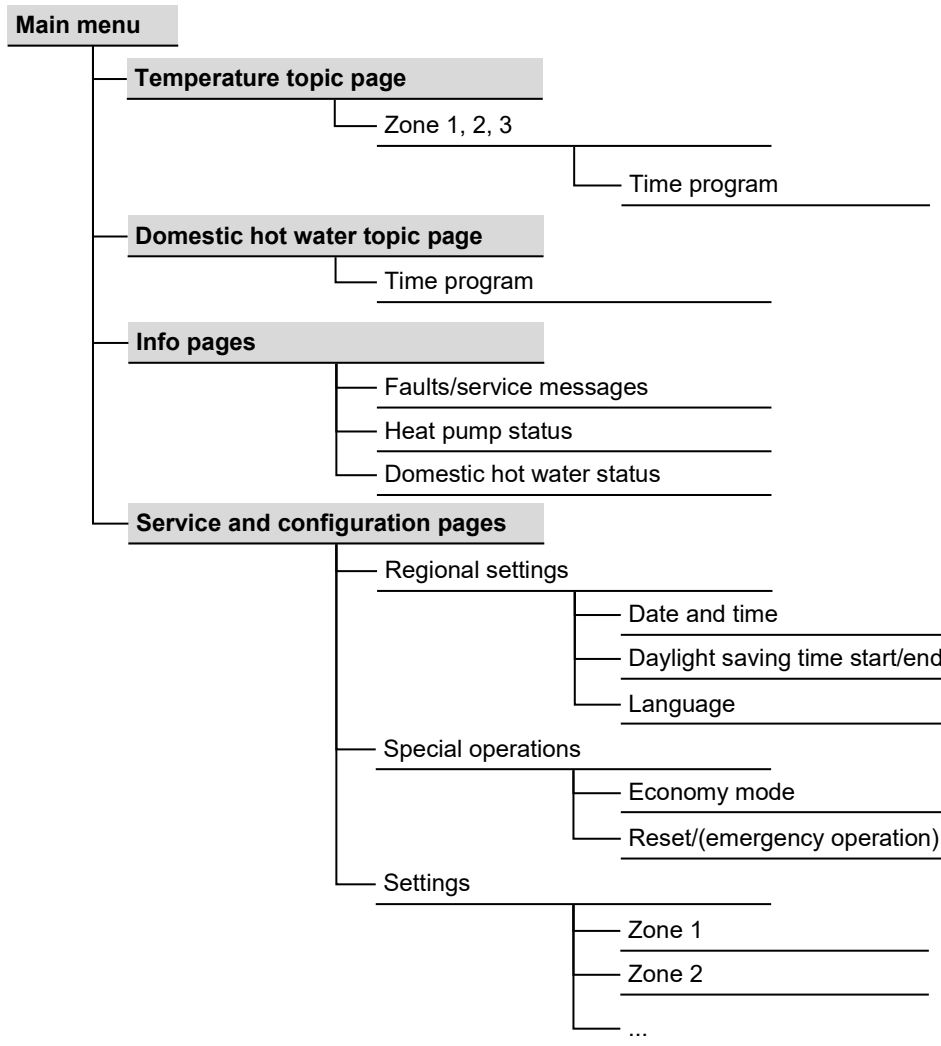 Main menu
Temperature topic page
Zone 1, 2, 3
Time program
Domestic hot water topic page
Time program
Info pages
Faults/service messages
Heat pump status
Domestic hot water status
Service and configuration pages
Regional settings
Date and time
Daylight saving time start/end
Language
Special operations
Economy mode
Reset/(emergency operation)
Settings
Zone 1
Zone 2
...